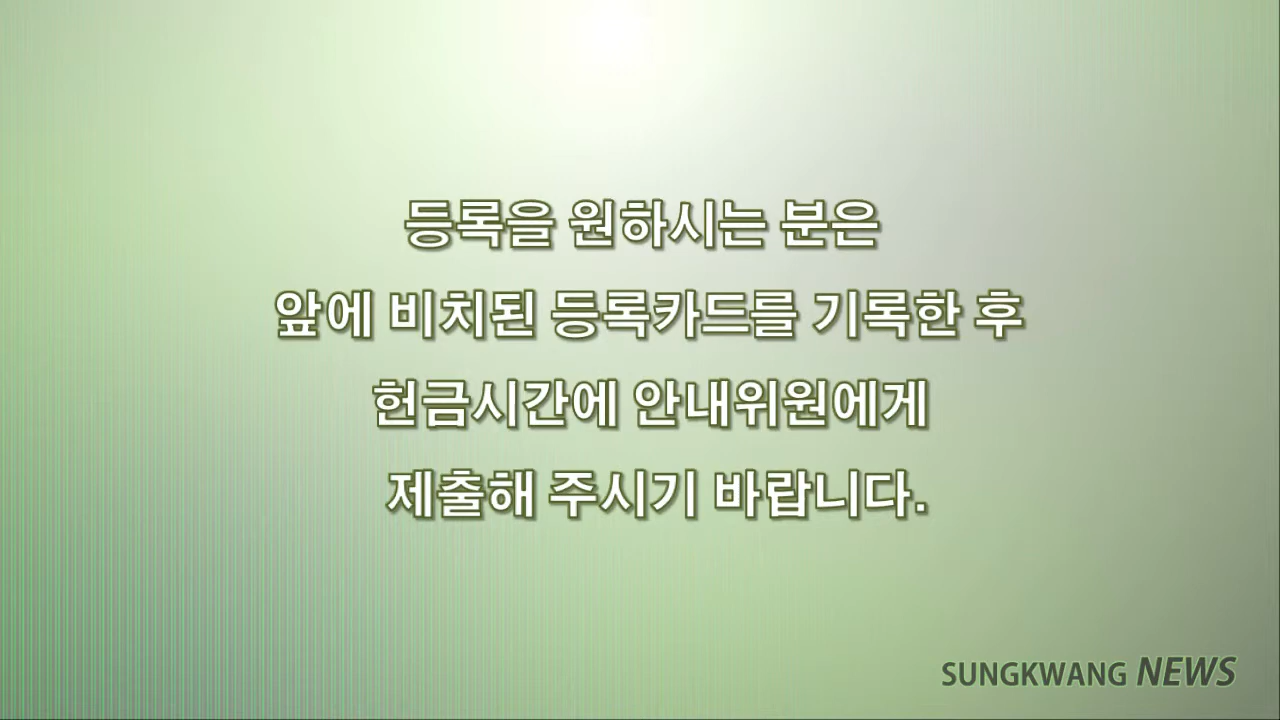 등록을 원하시는 분은
앞에 비치된 등록카드를 기록한 후
헌금시간에 안내위원에게
제출해 주시기 바랍니다.
SUNGKWANG NEWS